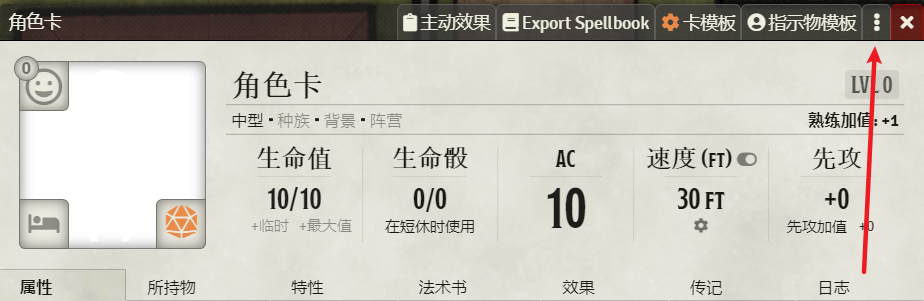 角色卡 主动效果 Export Spellbook 卡模板 指示物模板
0
角色卡 LVL 0
中型 • 种族 • 背景 • 阵营 熟练加值: +1
生命值 生命骰 AC 速度 (FT) 先攻
10/10 0/0 10 30 FT +0
+临时 +最大值 在短休时使用 先攻加值 +0
属性 所持物 特性 法术书 效果 传记 日志